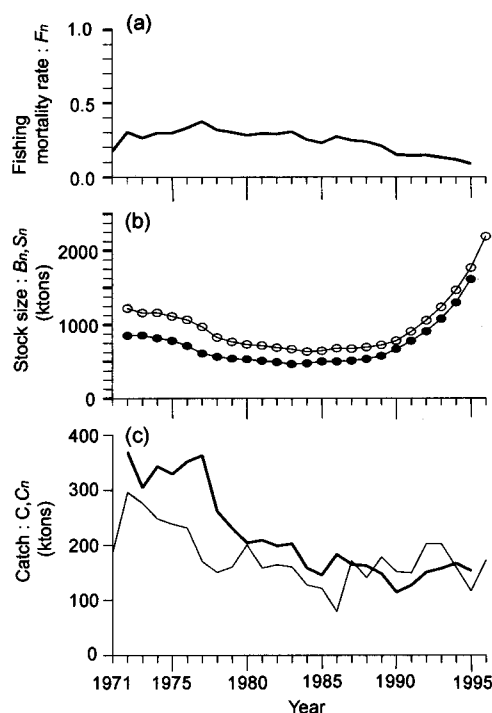 (a)
1.0
0.5
0.0
Fishing
mortality rate : Fn
(b)
2000
1000
0
Stock size : Bn,Sn
(ktons)
(c)
400
300
200
100
0
Catch : C,Cn
(ktons)
1971 1975 1980 1985 1990 1995
Year